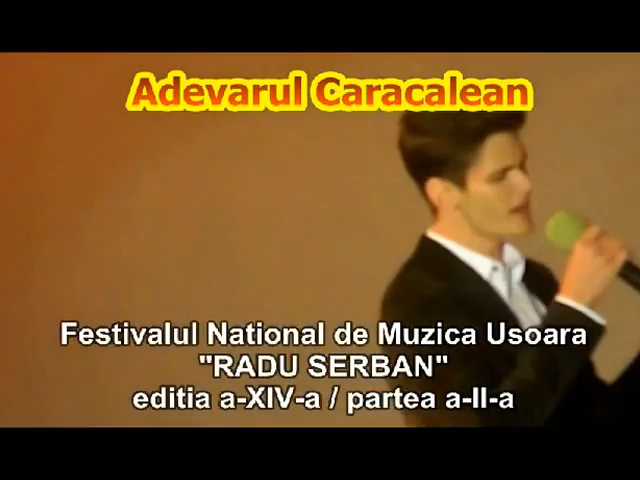 Adevarul Caracalean
Festivalul National de Muzica Usoara
"RADU SERBAN"
editia a-XIV-a / partea a-II-a